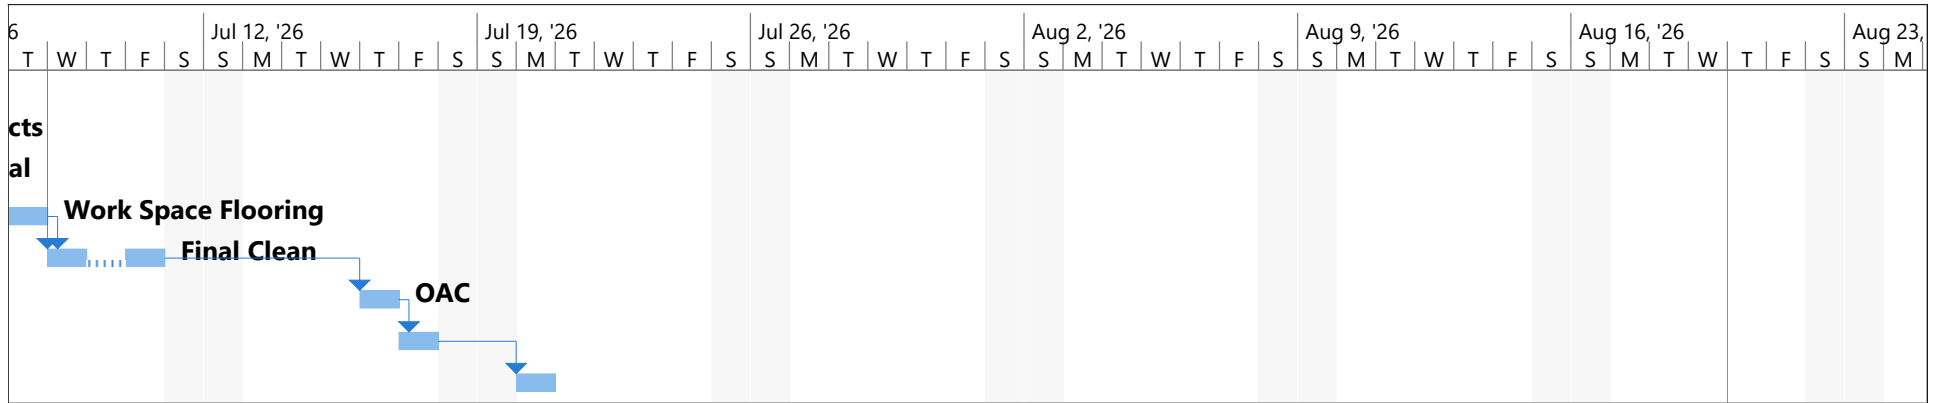 6 Jul 12, '26 Jul 19, '26 Jul 26, '26 Aug 2, '26 Aug 9, '26 Aug 16, '26 Aug 23,
T W T F S S M T W T F S S M T W T F S S M T W T F S S M T W T F S S M T W T F S S M T W T F S S M
cts
al
Work Space Flooring
Final Clean
OAC